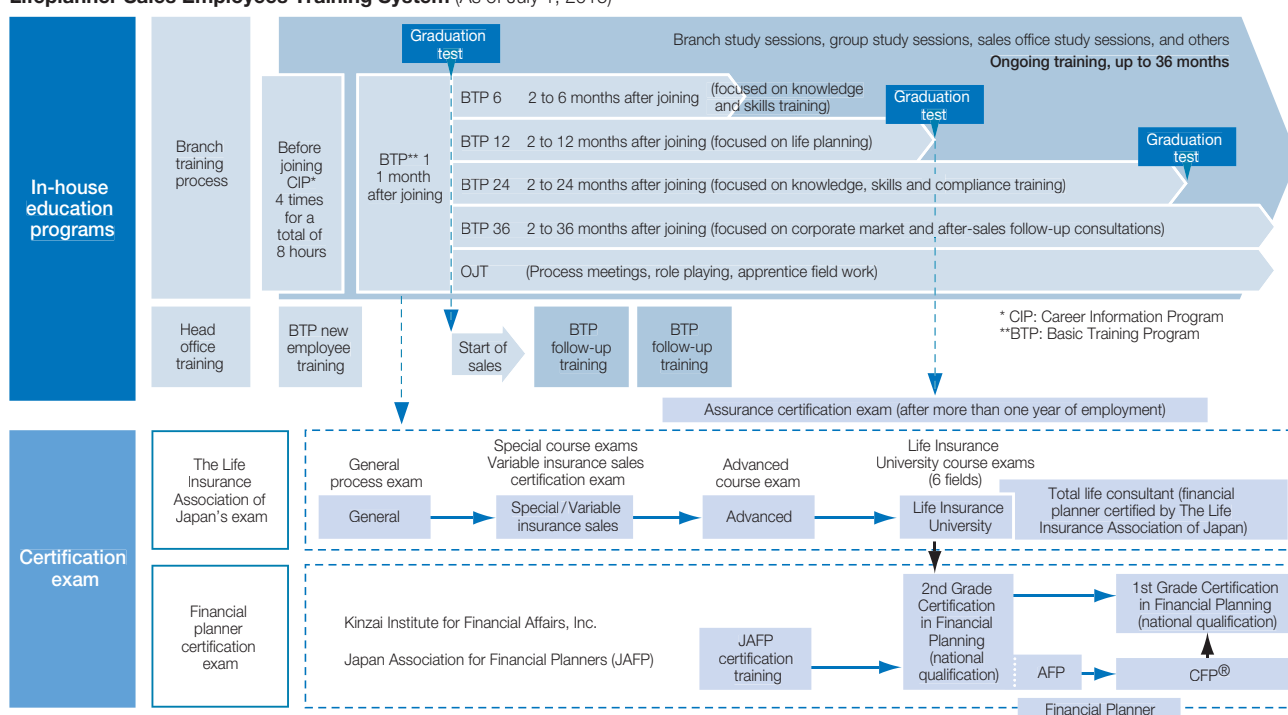 Lifeplanner Sales Employees Training System (As of July 1, 2016)
Graduation
test
Branch study sessions, group study sessions, sales office study sessions, and others
Ongoing training, up to 36 months
In-house
education
programs
Branch
training
process
Before
joining
CIP*
4 times
for a
total of
8 hours
BTP** 1
1 month
after joining
BTP 6 2 to 6 months after joining (focused on knowledge
and skills training)
Graduation
test
BTP 12 2 to 12 months after joining (focused on life planning)
Graduation
test
BTP 24 2 to 24 months after joining (focused on knowledge, skills and compliance training)
BTP 36 2 to 36 months after joining (focused on corporate market and after-sales follow-up consultations)
OJT (Process meetings, role playing, apprentice field work)
* CIP: Career Information Program
**BTP: Basic Training Program
Head
office
training
BTP new
employee
training
Start of
sales
BTP
follow-up
training
BTP
follow-up
training
Assurance certification exam (after more than one year of employment)
Certification
exam
The Life
Insurance
Association of
Japan's exam
General
process exam
General
Special course exams
Variable insurance sales
certification exam
Special/Variable
insurance sales
Advanced
course exam
Advanced
Life Insurance
University course exams
(6 fields)
Life Insurance
University
Total life consultant (financial
planner certified by The Life
Insurance Association of Japan)
Financial
planner
certification
exam
Kinzai Institute for Financial Affairs, Inc.
Japan Association for Financial Planners (JAFP)
JAFP
certification
training
2nd Grade
Certification
in Financial
Planning
(national
qualification)
AFP
1st Grade Certification
in Financial Planning
(national qualification)
CFP®
Financial Planner